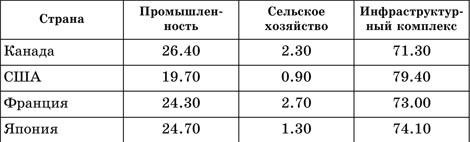 Страна Промышлен- Сельское Инфраструктур-
ность хозяйство ный комплекс
Канада 26.40 2.30 71.30
США 19.70 0.90 79.40
Франция 24.30 2.70 73.00
Япония 24.70 1.30 74.10